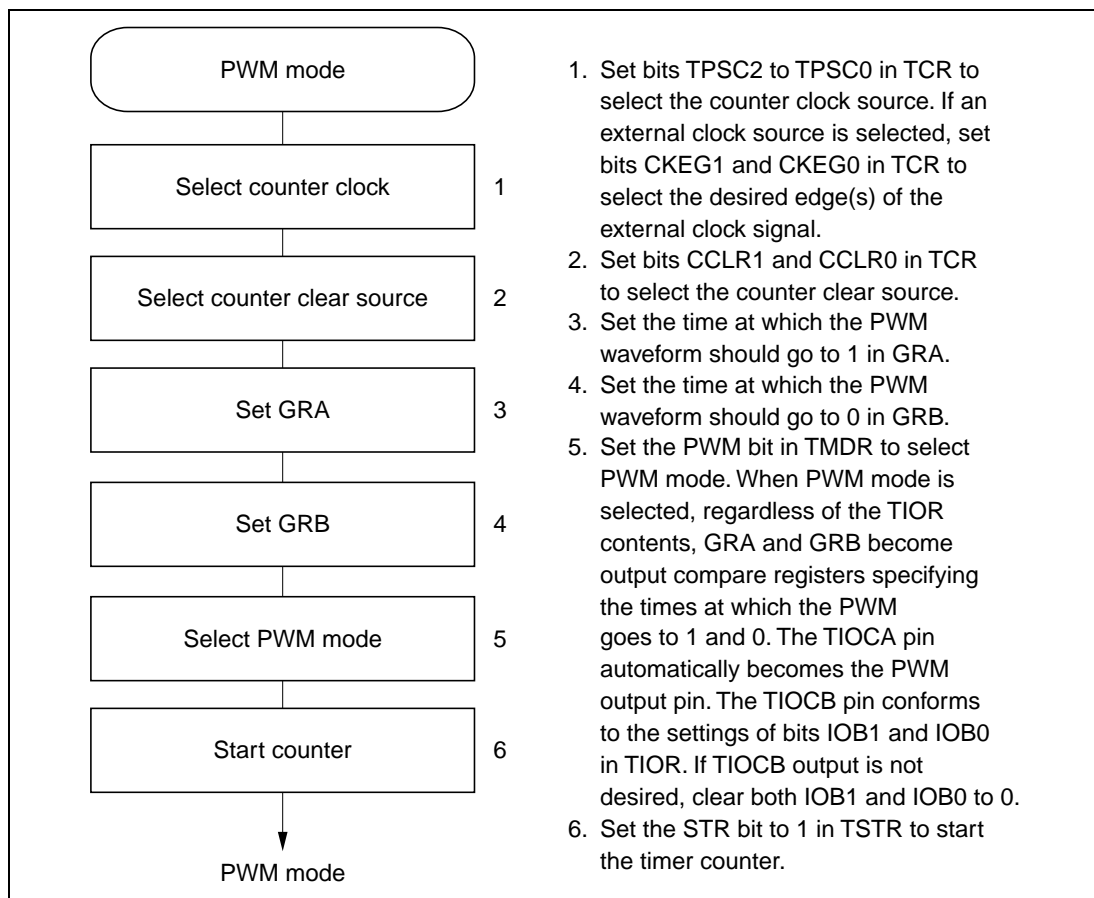 PWM mode
Select counter clock
1
Select counter clear source
2
Set GRA
3
Set GRB
4
Select PWM mode
5
Start counter
6
PWM mode
1. Set bits TPSC2 to TPSC0 in TCR to
select the counter clock source. If an
external clock source is selected, set
bits CKEG1 and CKEG0 in TCR to
select the desired edge(s) of the
external clock signal.
2. Set bits CCLR1 and CCLR0 in TCR
to select the counter clear source.
3. Set the time at which the PWM
waveform should go to 1 in GRA.
4. Set the time at which the PWM
waveform should go to 0 in GRB.
5. Set the PWM bit in TMDR to select
PWM mode. When PWM mode is
selected, regardless of the TIOR
contents, GRA and GRB become
output compare registers specifying
the times at which the PWM
goes to 1 and 0. The TIOCA pin
automatically becomes the PWM
output pin. The TIOCB pin conforms
to the settings of bits IOB1 and IOB0
in TIOR. If TIOCB output is not
desired, clear both IOB1 and IOB0 to 0.
6. Set the STR bit to 1 in TSTR to start
the timer counter.